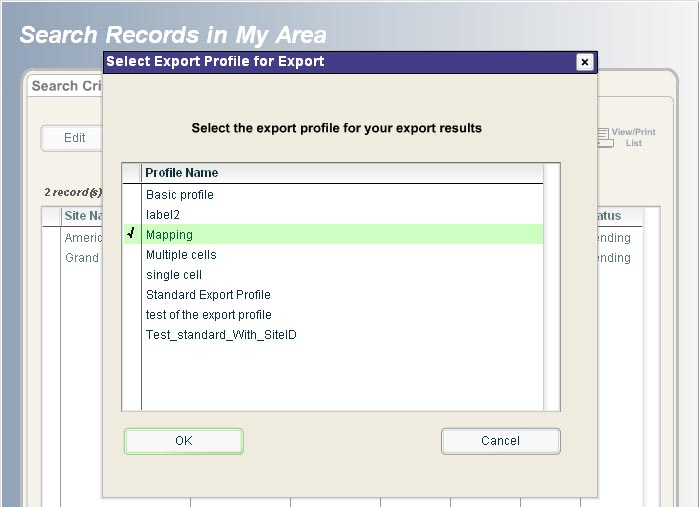 Search Records in My Area
Select Export Profile for Export
Search Cri
Select the export profile for your export results
Edit
View/Print
List
2 record(s)
Profile Name
Site Na
atus
Basic profile
label2
Americ
√ Mapping
ending
Grand
Multiple cells
ending
single cell
Standard Export Profile
test of the export profile
Test_standard_With_SiteID
OK
Cancel